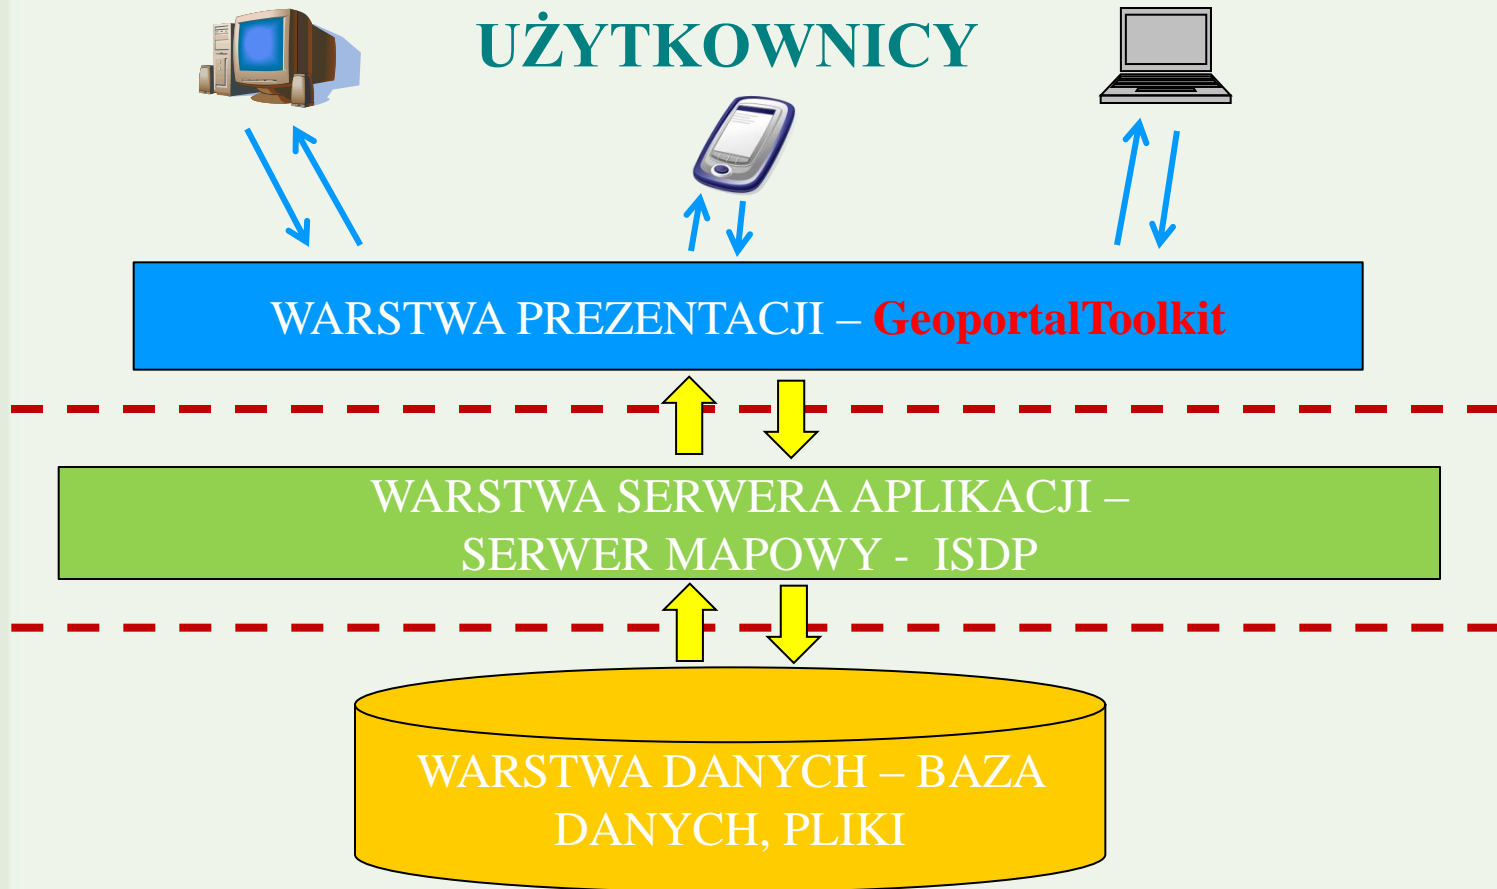 UŻYTKOWNICY
WARSTWA PREZENTACJI – GeoportalToolkit
WARSTWA SERWERA APLIKACJI –
SERWER MAPOWY - ISDP
WARSTWA DANYCH – BAZA
DANYCH, PLIKI